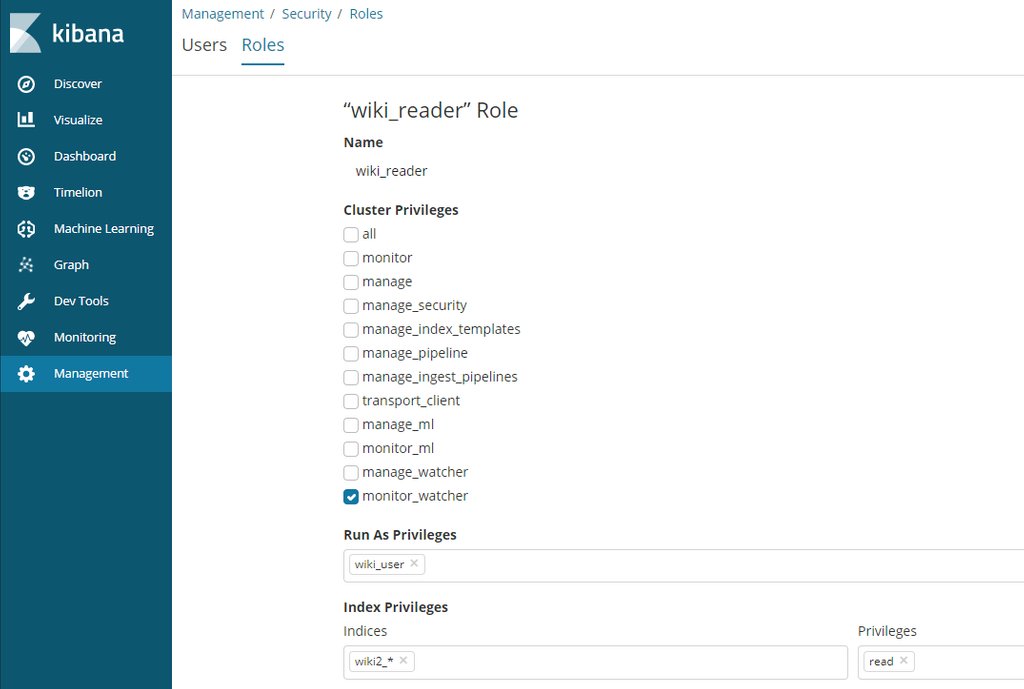 kibana
Discover
Visualize
Dashboard
Timelion
Machine Learning
Graph
Dev Tools
Monitoring
Management
Management / Security / Roles
Users Roles
“wiki_reader” Role
Name
wiki_reader
Cluster Privileges
all
monitor
manage
manage_security
manage_index_templates
manage_pipeline
manage_ingest_pipelines
transport_client
manage_ml
monitor_ml
manage_watcher
monitor_watcher
Run As Privileges
wiki_user
Index Privileges
Indices Privileges
wiki2_* read